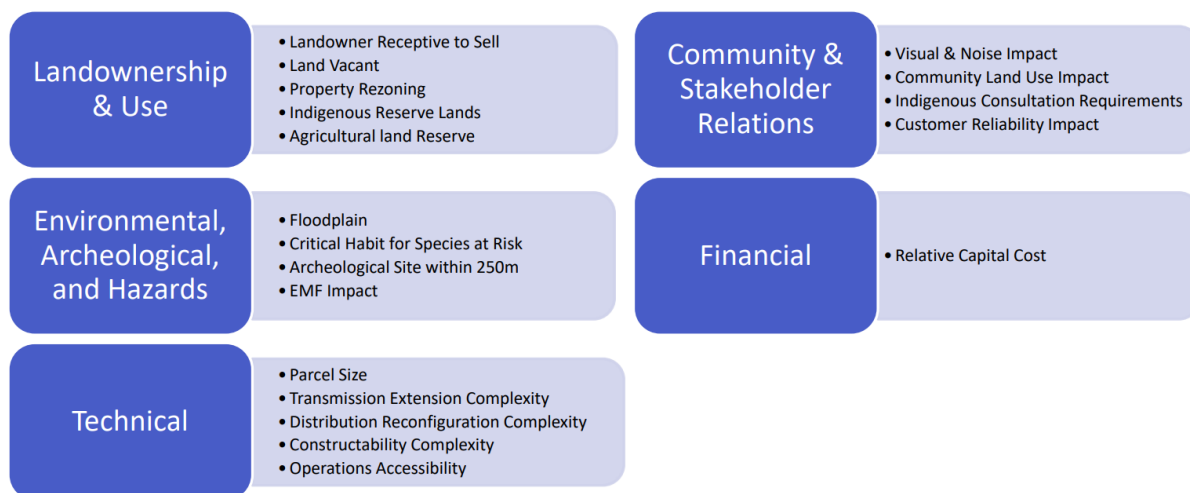 Landownership
& Use
• Landowner Receptive to Sell
• Land Vacant
• Property Rezoning
• Indigenous Reserve Lands
• Agricultural land Reserve
Community &
Stakeholder
Relations
• Visual & Noise Impact
• Community Land Use Impact
• Indigenous Consultation Requirements
• Customer Reliability Impact
Environmental,
Archeological,
and Hazards
• Floodplain
• Critical Habit for Species at Risk
• Archeological Site within 250m
• EMF Impact
Financial
• Relative Capital Cost
Technical
• Parcel Size
• Transmission Extension Complexity
• Distribution Reconfiguration Complexity
• Constructability Complexity
• Operations Accessibility